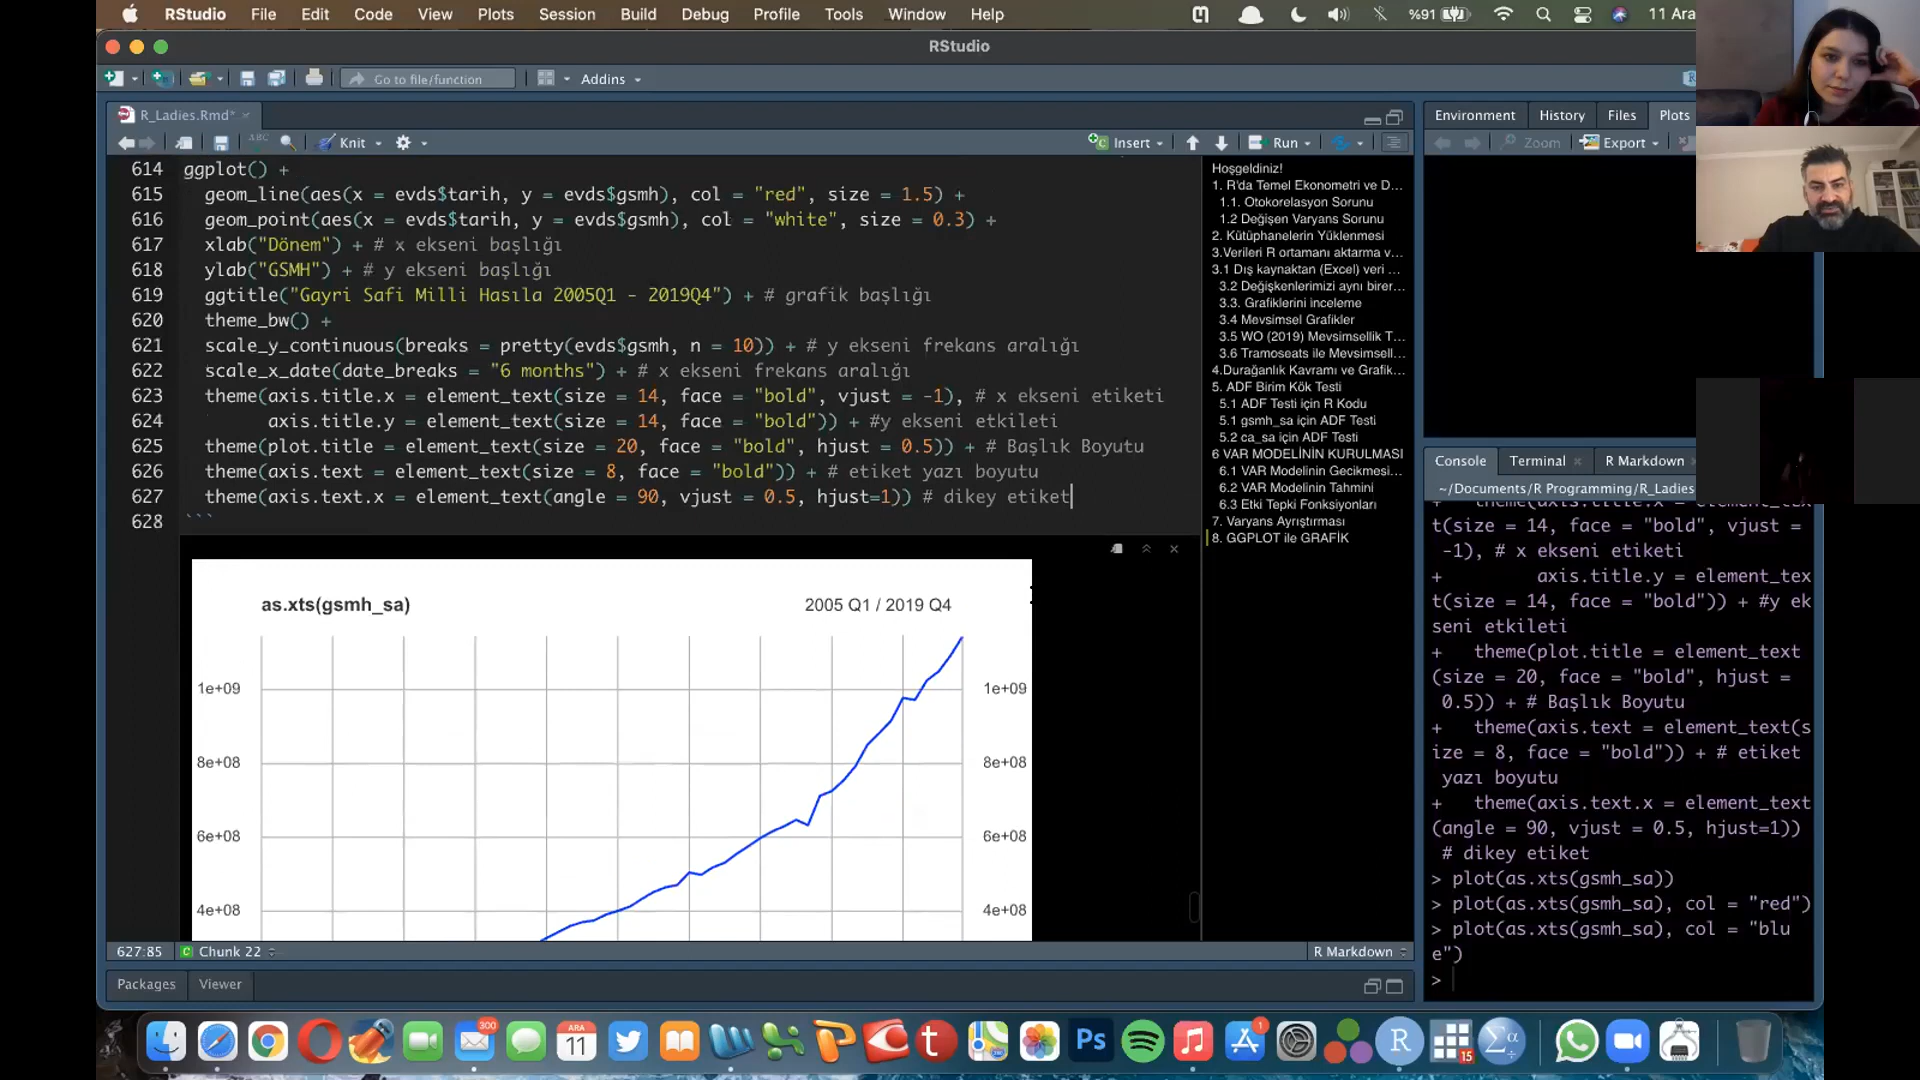 RStudio File Edit Code View Plots Session Build Debug Profile Tools Window Help %91 11 Ara
RStudio
Go to file/function Addins
R_Ladies.Rmd* Environment History Files Plots
Knit Insert Run Zoom Export
614 ggplot() +
615 geom_line(aes(x = evds$tarih, y = evds$gsmh), col = "red", size = 1.5) +
616 geom_point(aes(x = evds$tarih, y = evds$gsmh), col = "white", size = 0.3) +
617 xlab("Dönem") + # x ekseni başlığı
618 ylab("GSMH") + # y ekseni başlığı
619 ggtitle("Gayri Safi Milli Hasıla 2005Q1 - 2019Q4") + # grafik başlığı
620 theme_bw() +
621 scale_y_continuous(breaks = pretty(evds$gsmh, n = 10)) + # y ekseni frekans aralığı
622 scale_x_date(date_breaks = "6 months") + # x ekseni frekans aralığı
623 theme(axis.title.x = element_text(size = 14, face = "bold", vjust = -1), # x ekseni etiketi
624 axis.title.y = element_text(size = 14, face = "bold")) + #y ekseni etkileti
625 theme(plot.title = element_text(size = 20, face = "bold", hjust = 0.5)) + # Başlık Boyutu
626 theme(axis.text = element_text(size = 8, face = "bold")) + # etiket yazı boyutu
627 theme(axis.text.x = element_text(angle = 90, vjust = 0.5, hjust=1)) # dikey etiket
628 ```
as.xts(gsmh_sa) 2005 Q1 / 2019 Q4
1e+09 1e+09
8e+08 8e+08
6e+08 6e+08
4e+08 4e+08
627:85 Chunk 22 R Markdown
Packages Viewer
Hoşgeldiniz!
1. R'da Temel Ekonometri ve D...
1.1. Otokorelasyon Sorunu
1.2 Değişen Varyans Sorunu
2. Kütüphanelerin Yüklenmesi
3.Verileri R ortamanı aktarma v...
3.1 Dış kaynaktan (Excel) veri ...
3.2 Değişkenlerimizi aynı birer...
3.3. Grafiklerini inceleme
3.4 Mevsimsel Grafikler
3.5 WO (2019) Mevsimsellik T...
3.6 Tramoseats ile Mevsimsell...
4.Durağanlık Kavramı ve Grafik...
5. ADF Birim Kök Testi
5.1 ADF Testi için R Kodu
5.1 gsmh_sa için ADF Testi
5.2 ca_sa için ADF Testi
6 VAR MODELİNİN KURULMASI
6.1 VAR Modelinin Gecikmesi...
6.2 VAR Modelinin Tahmini
6.3 Etki Tepki Fonksiyonları
7. Varyans Ayrıştırması
8. GGPLOT ile GRAFİK
Console Terminal R Markdown
~/Documents/R Programming/R_Ladies
+ theme(axis.title.x = element_tex
t(size = 14, face = "bold", vjust =
-1), # x ekseni etiketi
+ axis.title.y = element_tex
t(size = 14, face = "bold")) + #y ek
seni etkileti
+ theme(plot.title = element_text
(size = 20, face = "bold", hjust =
0.5)) + # Başlık Boyutu
+ theme(axis.text = element_text(s
ize = 8, face = "bold")) + # etiket
yazı boyutu
+ theme(axis.text.x = element_text
(angle = 90, vjust = 0.5, hjust=1))
# dikey etiket
> plot(as.xts(gsmh_sa))
> plot(as.xts(gsmh_sa), col = "red")
> plot(as.xts(gsmh_sa), col = "blu
e")
>
300 ARA 11 Ps 1 R 15 Σα